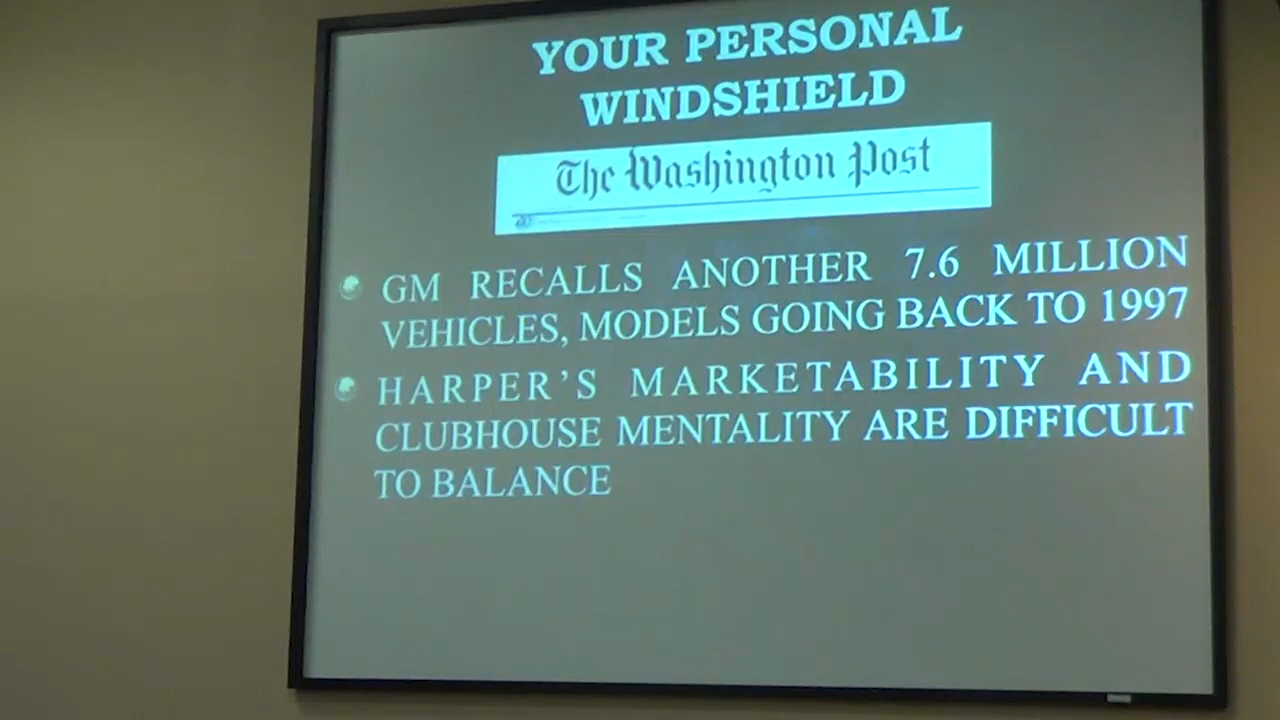 YOUR PERSONAL
WINDSHIELD
The Washington Post
GM RECALLS ANOTHER 7.6 MILLION
VEHICLES, MODELS GOING BACK TO 1997
HARPER'S MARKETABILITY AND
CLUBHOUSE MENTALITY ARE DIFFICULT
TO BALANCE